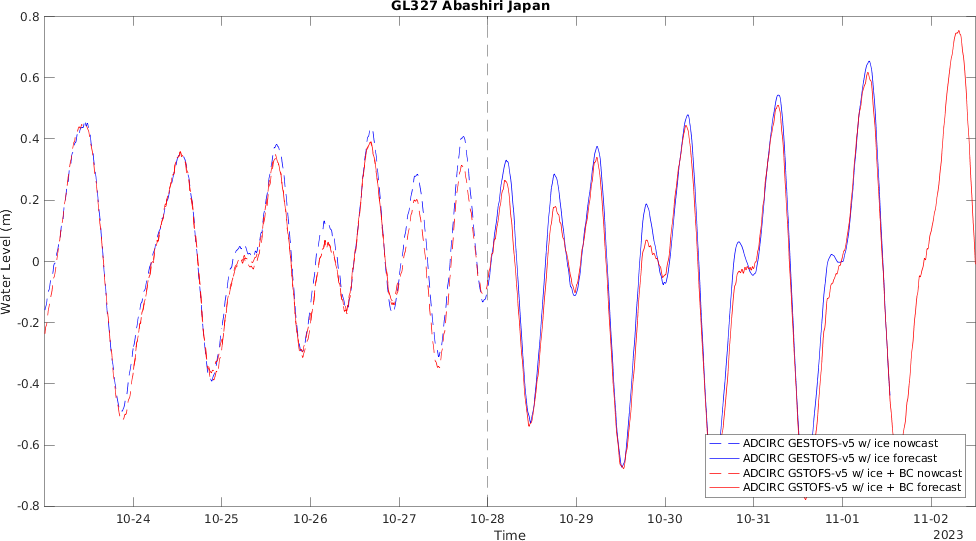 GL327 Abashiri Japan
0.8
0.6
0.4
0.2
0
-0.2
-0.4
-0.6
-0.8
Water Level (m)
ADCIRC GESTOFS-v5 w/ ice nowcast
ADCIRC GESTOFS-v5 w/ ice forecast
ADCIRC GSTOFS-v5 w/ ice + BC nowcast
ADCIRC GSTOFS-v5 w/ ice + BC forecast
10-24 10-25 10-26 10-27 10-28 10-29 10-30 10-31 11-01 11-02
Time 2023